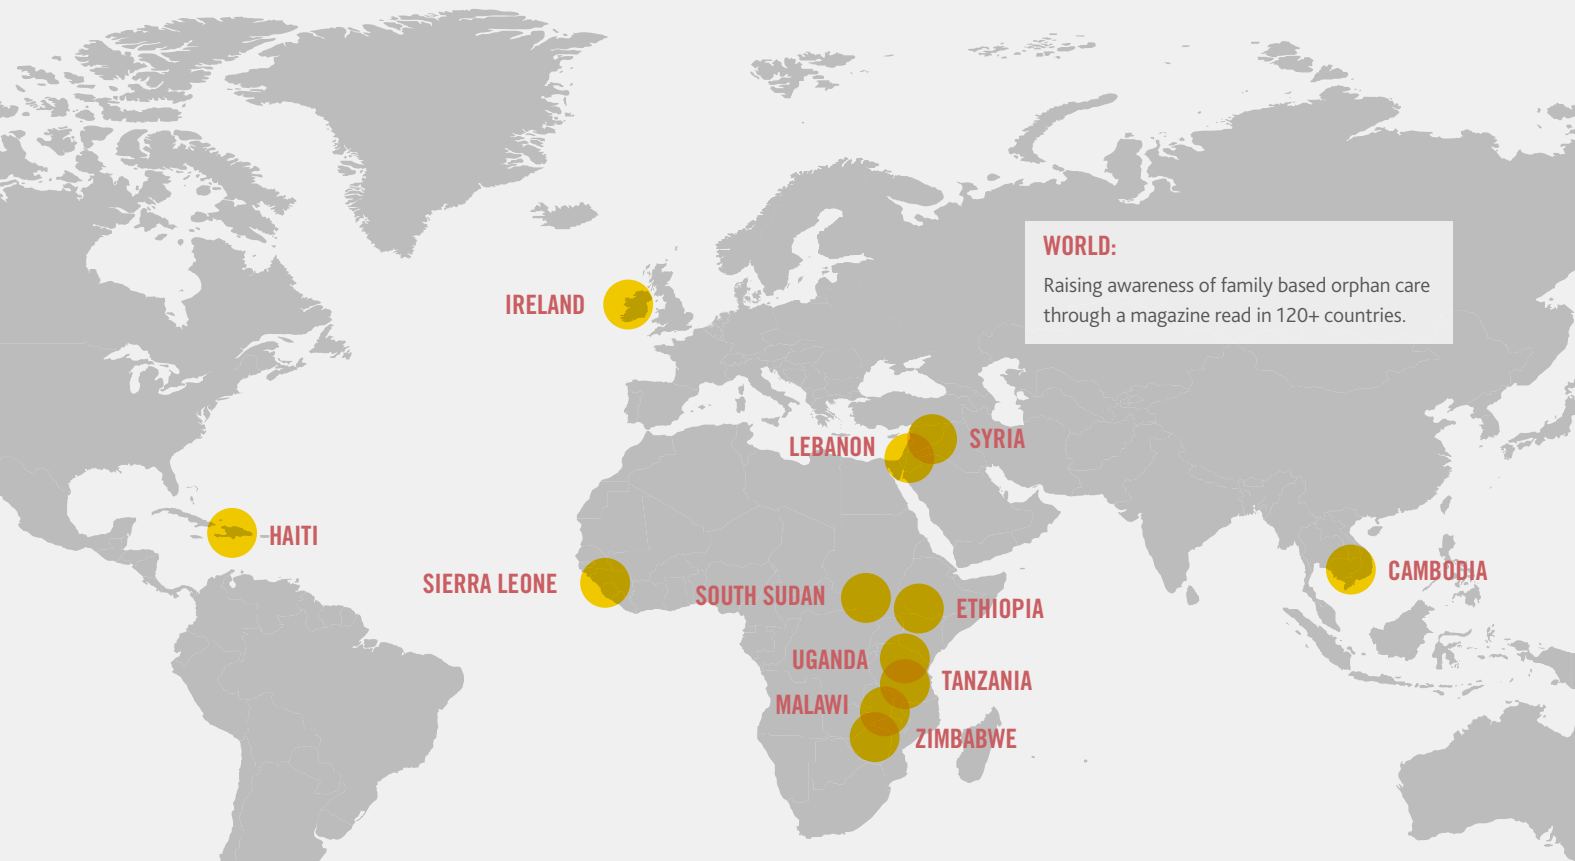 WORLD:
Raising awareness of family based orphan care
through a magazine read in 120+ countries.
IRELAND
LEBANON
SYRIA
HAITI
SIERRA LEONE
SOUTH SUDAN
ETHIOPIA
CAMBODIA
UGANDA
TANZANIA
MALAWI
ZIMBABWE